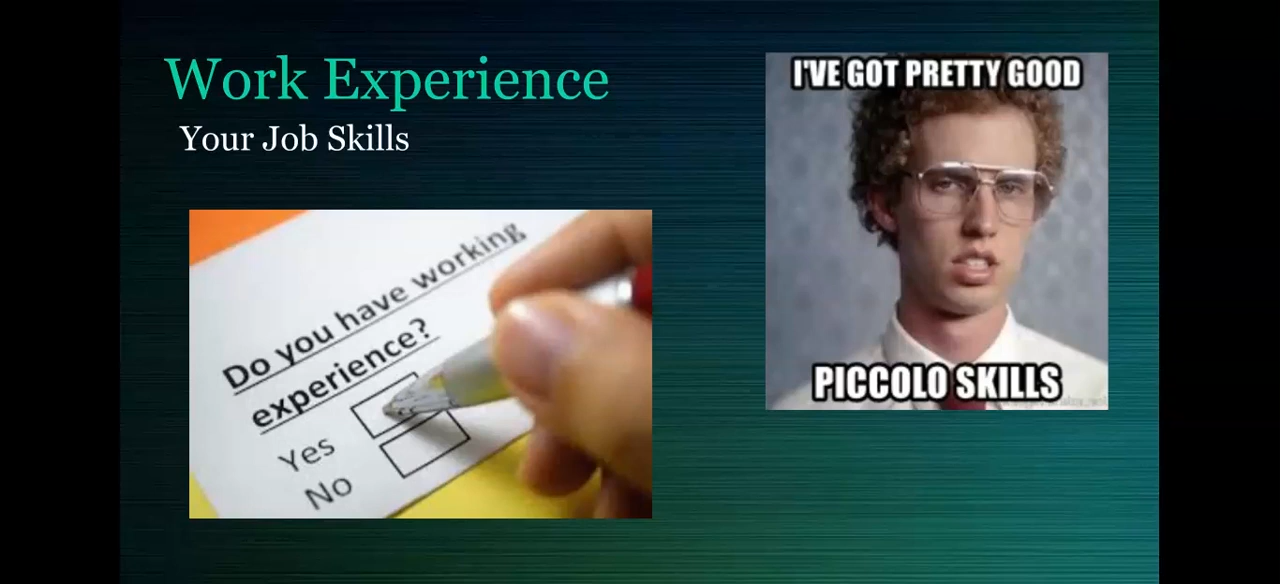 Work Experience
Your Job Skills
Do you have working
experience?
Yes
No
I'VE GOT PRETTY GOOD
PICCOLO SKILLS